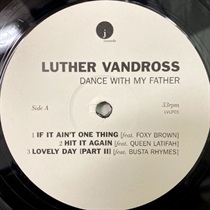 j
records
LUTHER VANDROSS
DANCE WITH MY FATHER
Side A
33rpm
1 IF IT AIN'T ONE THING [feat. FOXY BROWN]
2 HIT IT AGAIN [feat. QUEEN LATIFAH]
3 LOVELY DAY (PART II) [feat. BUSTA RHYMES]